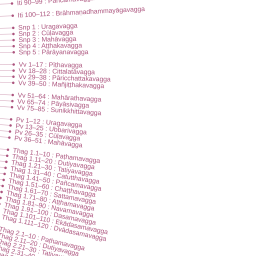 Iti 100–112 : Brāhmaṇadhammayāgavagga
Snp 1 : Uragavagga
Snp 2 : Cūḷavagga
Snp 3 : Mahāvagga
Snp 4 : Aṭṭhakavagga
Snp 5 : Pārāyanavagga
Vv 1–17 : Pīṭhavagga
Vv 18–28 : Cittalatāvagga
Vv 29–38 : Pāricchattakavagga
Vv 39–50 : Mañjiṭṭhakavagga
Vv 51–64 : Mahārathavagga
Vv 65–74 : Pāyāsivagga
Vv 75–85 : Sunikkhittavagga
Pv 1–12 : Uragavagga
Pv 13–25 : Ubbarivagga
Pv 26–35 : Cūḷavagga
Pv 36–51 : Mahāvagga
Thag 1.1–10 : Paṭhamavagga
Thag 1.11–20 : Dutiyavagga
Thag 1.21–30 : Tatiyavagga
Thag 1.31–40 : Catutthavagga
Thag 1.41–50 : Pañcamavagga
Thag 1.51–60 : Chaṭṭhavagga
Thag 1.61–70 : Sattamavagga
Thag 1.71–80 : Aṭṭhamavagga
Thag 1.81–90 : Navamavagga
Thag 1.91–100 : Dasamavagga
Thag 1.101–110 : Ekādasamavagga
Thag 1.111–120 : Dvādasamavagga
Thag 2.1–10 : Paṭhamavagga
Thag 2.11–20 : Dutiyavagga